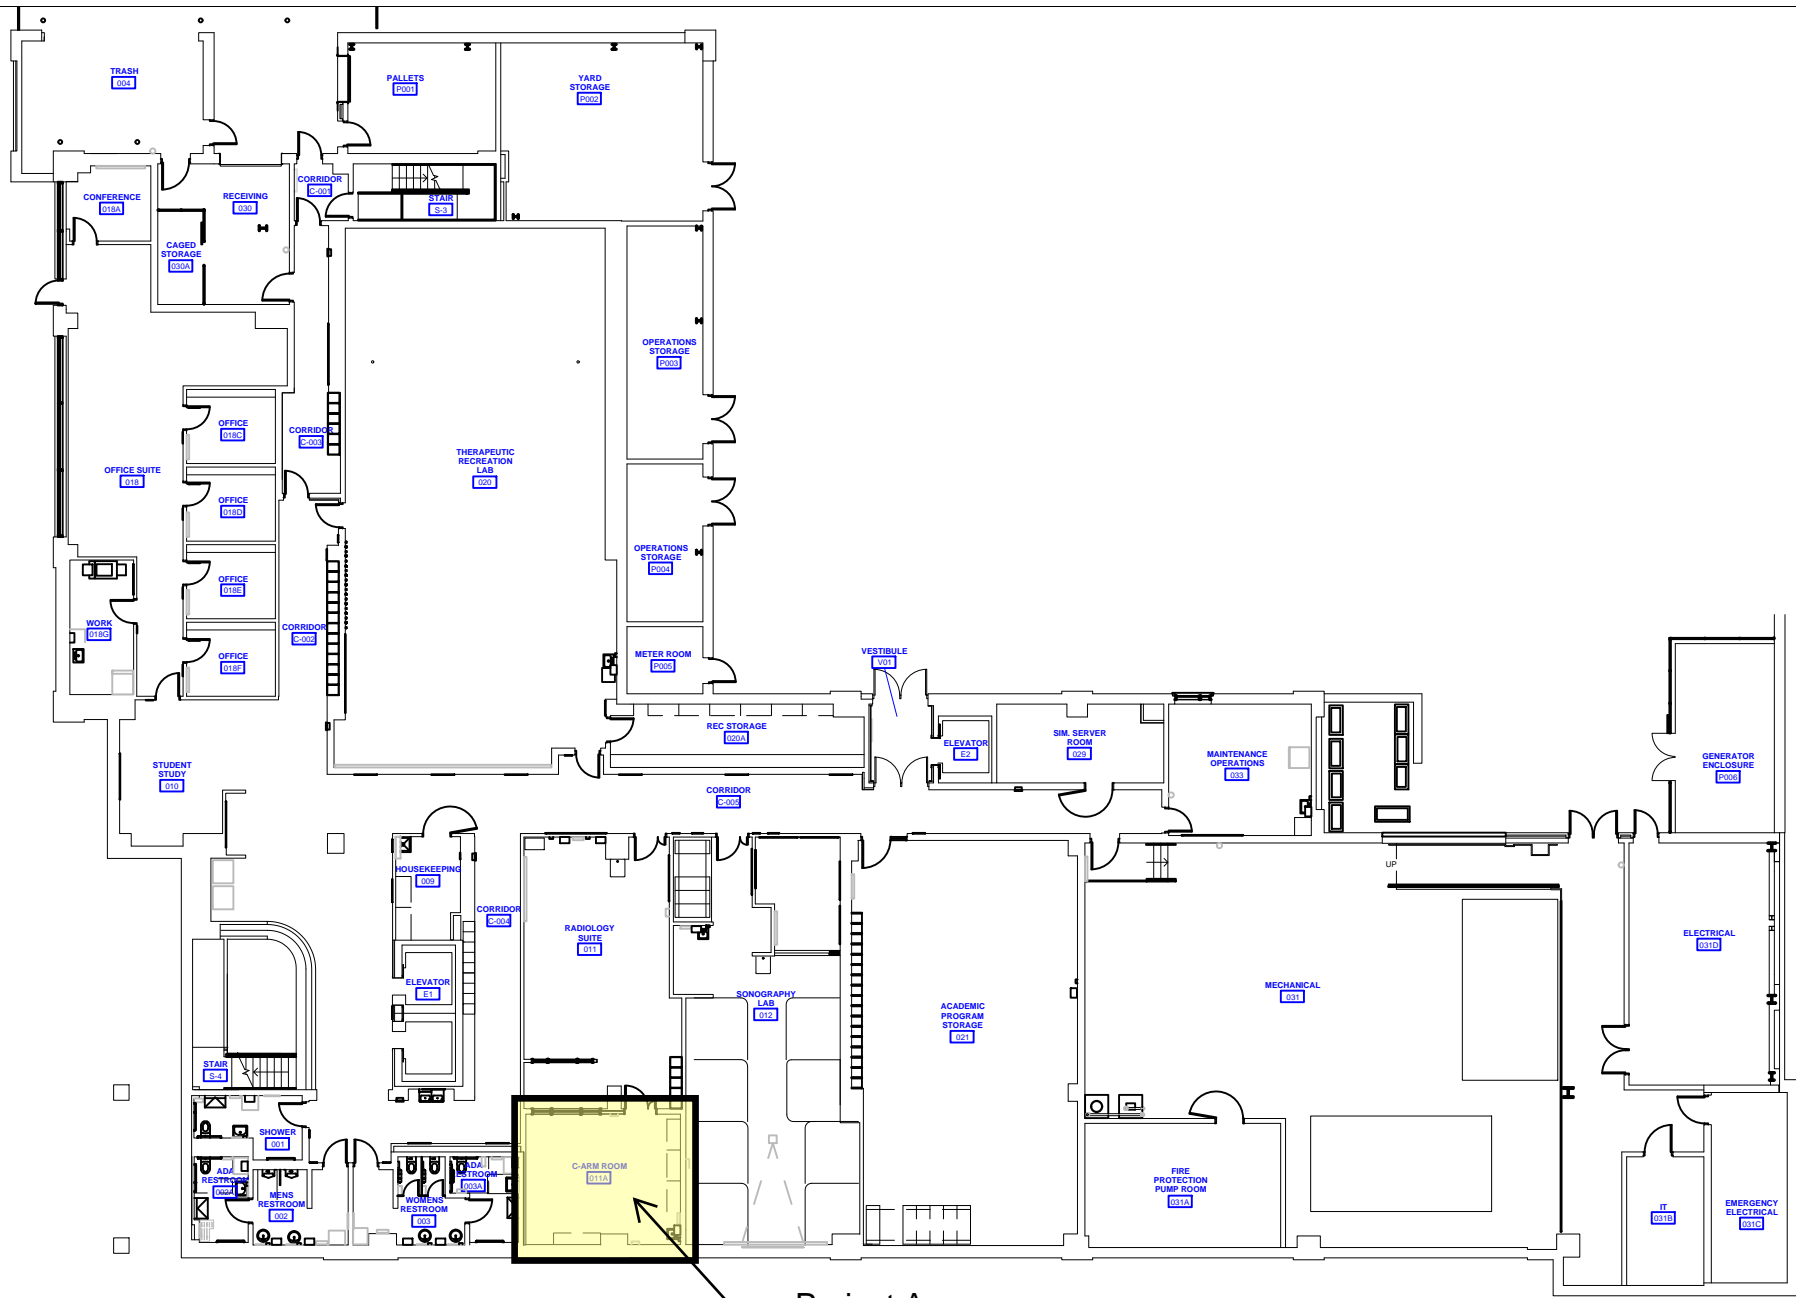 TRASH
004
PALLETS
P001
YARD
STORAGE
P002
CONFERENCE
018A
RECEIVING
030
CORRIDOR
C-001
STAIR
S-3
CAGED
STORAGE
030A
OPERATIONS
STORAGE
P003
OFFICE
018C
CORRIDOR
C-003
THERAPEUTIC
RECREATION
LAB
020
OFFICE SUITE
018
OFFICE
018D
OPERATIONS
STORAGE
P004
OFFICE
018E
WORK
018G
CORRIDOR
C-002
OFFICE
018F
METER ROOM
P005
VESTIBULE
V01
REC STORAGE
020A
ELEVATOR
E2
SIM. SERVER
ROOM
029
MAINTENANCE
OPERATIONS
033
GENERATOR
ENCLOSURE
P006
STUDENT
STUDY
010
CORRIDOR
C-005
HOUSEKEEPING
009
UP
CORRIDOR
C-004
RADIOLOGY
SUITE
011
ELECTRICAL
031D
ELEVATOR
E1
SONOGRAPHY
LAB
012
ACADEMIC
PROGRAM
STORAGE
021
MECHANICAL
031
STAIR
S-4
SHOWER
001
ADA
RESTROOM
002A
MENS
RESTROOM
002
WOMENS
RESTROOM
003
ADA
ESTROOM
003A
C-ARM ROOM
011A
FIRE
PROTECTION
PUMP ROOM
031A
IT
031B
EMERGENCY
ELECTRICAL
031C
Project A